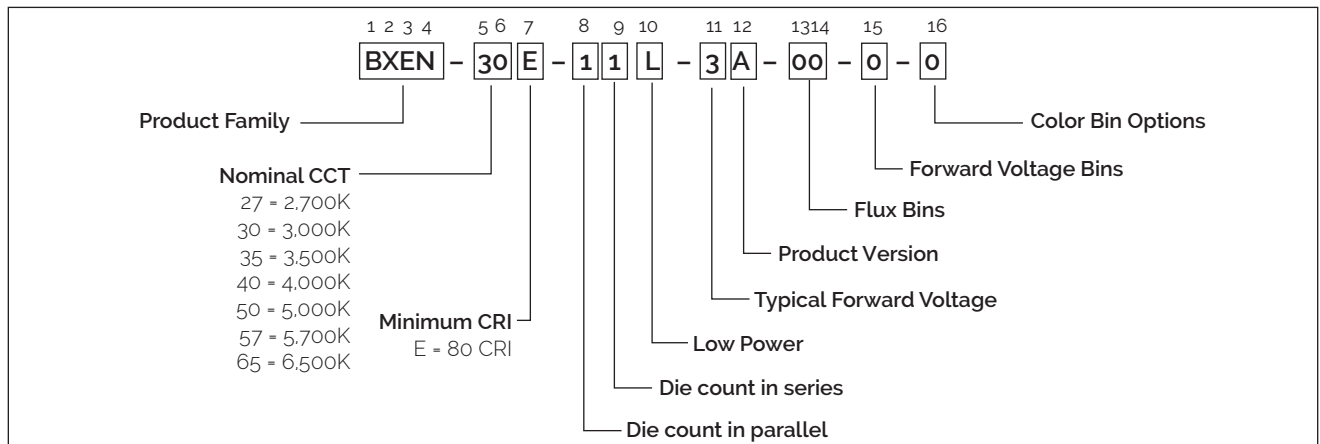 1 2 3 4 5 6 7 8 9 10 11 12 1314 15 16
BXEN – 30 E – 1 1 L – 3 A – 00 – 0 – 0
Product Family
Color Bin Options
Nominal CCT
27 = 2,700K
30 = 3,000K
35 = 3,500K
40 = 4,000K
50 = 5,000K
57 = 5,700K
65 = 6,500K
Minimum CRI
E = 80 CRI
Forward Voltage Bins
Flux Bins
Product Version
Typical Forward Voltage
Low Power
Die count in series
Die count in parallel